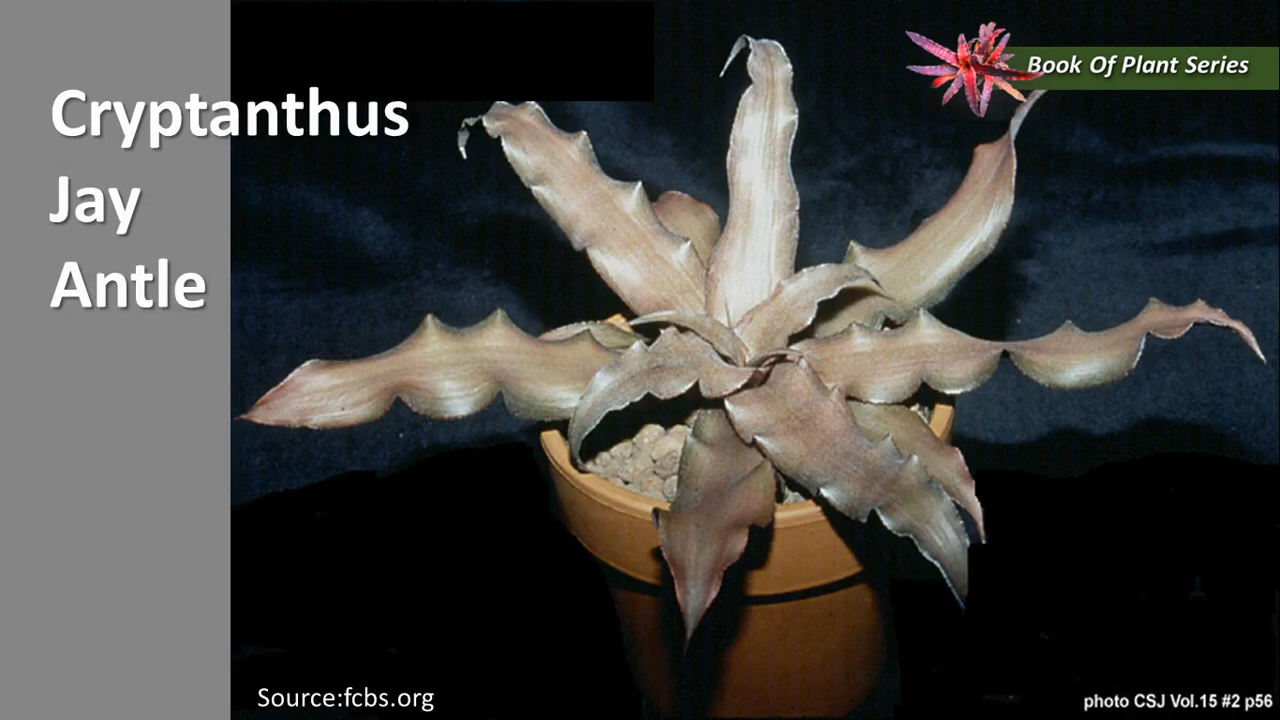 Book Of Plant Series
Cryptanthus
Jay
Antle
Source:fcbs.org
photo CSJ Vol.15 #2 p56